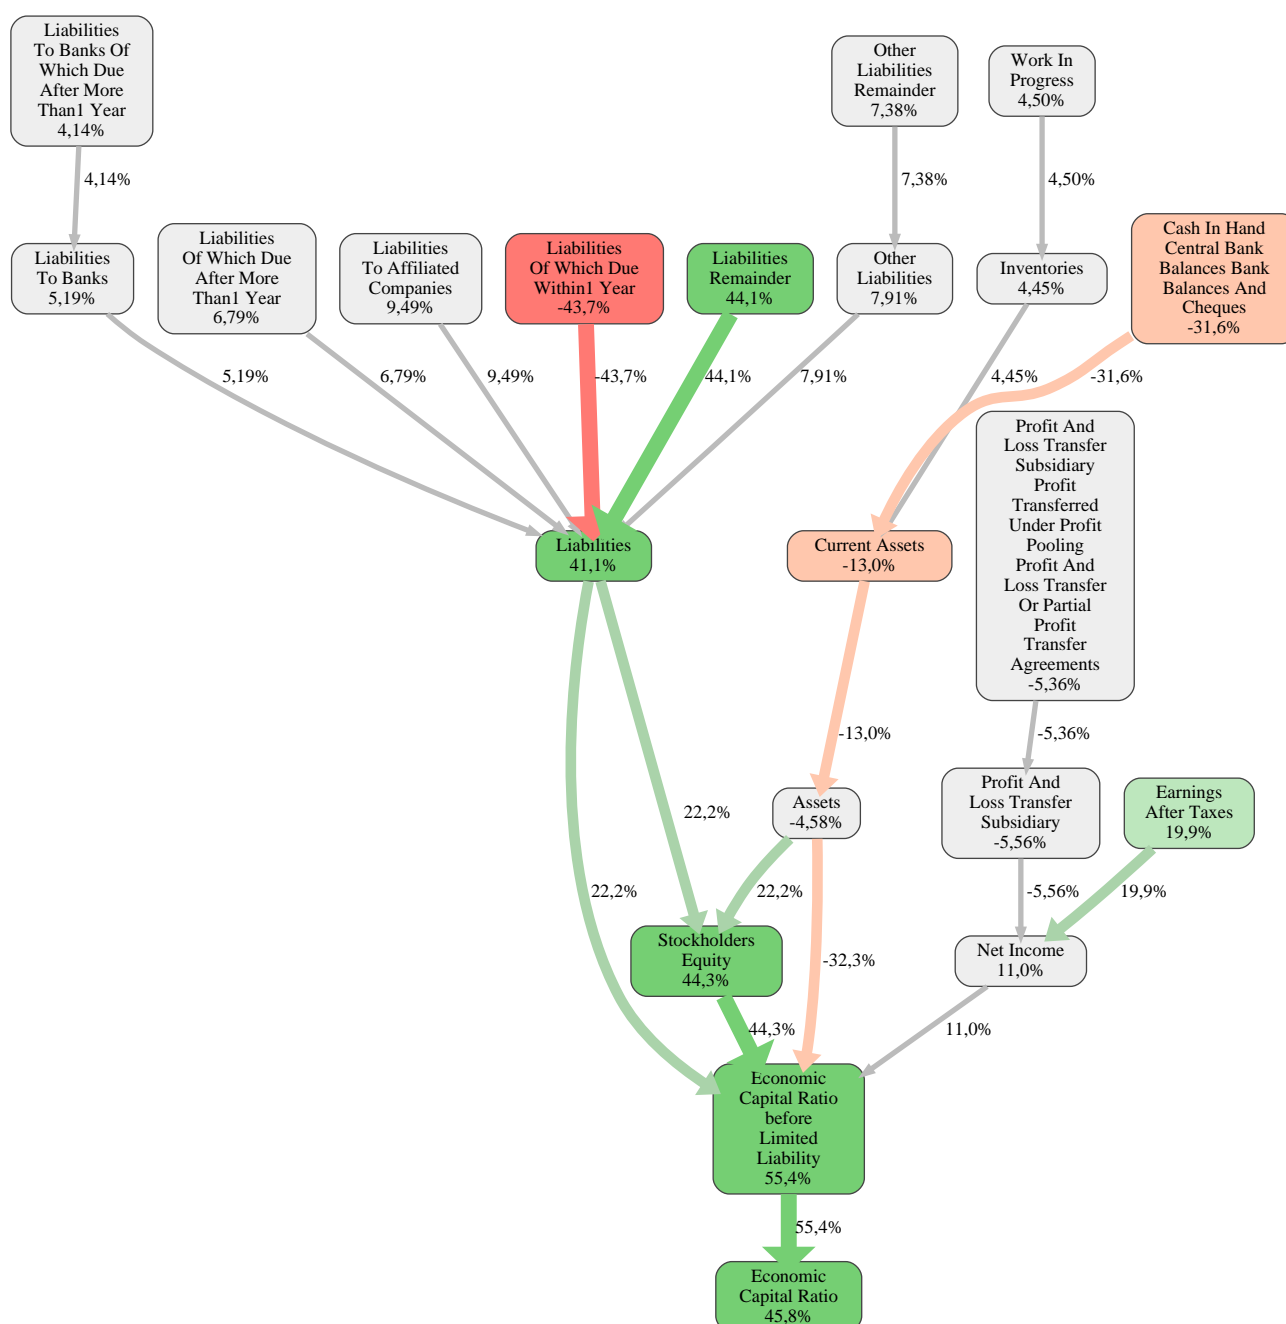 Liabilities
To Banks Of
Which Due
After More
Than1 Year
4,14%
Other
Liabilities
Remainder
7,38%
Work In
Progress
4,50%
4,14%
7,38%
4,50%
Liabilities
To Banks
5,19%
Liabilities
Of Which Due
After More
Than1 Year
6,79%
Liabilities
To Affiliated
Companies
9,49%
Liabilities
Of Which Due
Within1 Year
-43,7%
Liabilities
Remainder
44,1%
Other
Liabilities
7,91%
Inventories
4,45%
Cash In Hand
Central Bank
Balances Bank
Balances And
Cheques
-31,6%
5,19%
6,79%
9,49%
-43,7%
44,1%
7,91%
4,45%
-31,6%
Liabilities
41,1%
Current Assets
-13,0%
Profit And
Loss Transfer
Subsidiary
Profit
Transferred
Under Profit
Pooling
Profit And
Loss Transfer
Or Partial
Profit
Transfer
Agreements
-5,36%
-13,0%
-5,36%
22,2%
Assets
-4,58%
Profit And
Loss Transfer
Subsidiary
-5,56%
Earnings
After Taxes
19,9%
22,2%
22,2%
-5,56%
19,9%
Stockholders
Equity
44,3%
-32,3%
Net Income
11,0%
44,3%
11,0%
Economic
Capital Ratio
before
Limited
Liability
55,4%
55,4%
Economic
Capital Ratio
45,8%